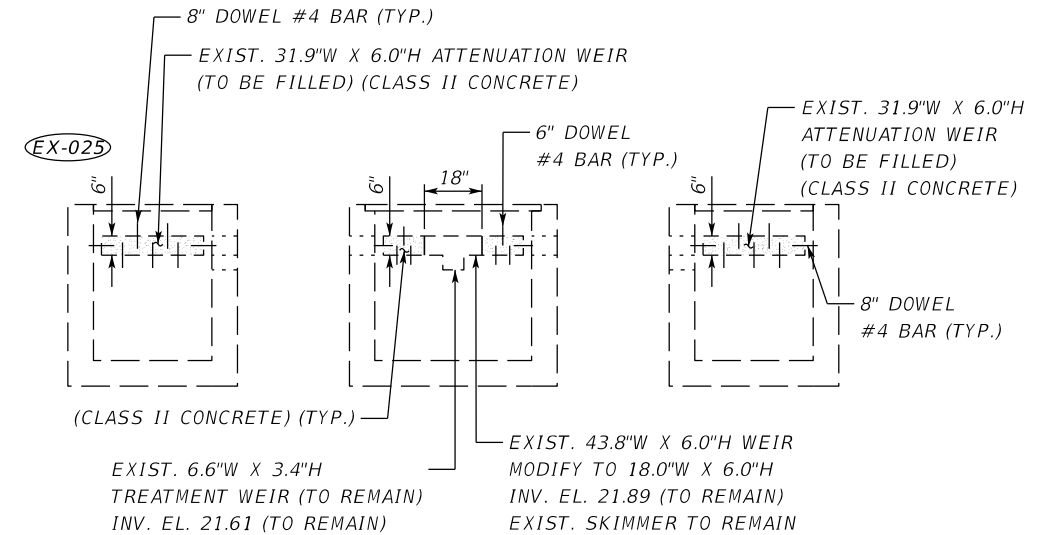 8" DOWEL #4 BAR (TYP.)
EXIST. 31.9"W X 6.0"H ATTENUATION WEIR
(TO BE FILLED) (CLASS II CONCRETE)
EX-025
6" DOWEL
#4 BAR (TYP.)
EXIST. 31.9"W X 6.0"H
ATTENUATION WEIR
(TO BE FILLED)
(CLASS II CONCRETE)
6"
6"
18"
6"
8" DOWEL
#4 BAR (TYP.)
(CLASS II CONCRETE) (TYP.)
EXIST. 6.6"W X 3.4"H
TREATMENT WEIR (TO REMAIN)
INV. EL. 21.61 (TO REMAIN)
EXIST. 43.8"W X 6.0"H WEIR
MODIFY TO 18.0"W X 6.0"H
INV. EL. 21.89 (TO REMAIN)
EXIST. SKIMMER TO REMAIN